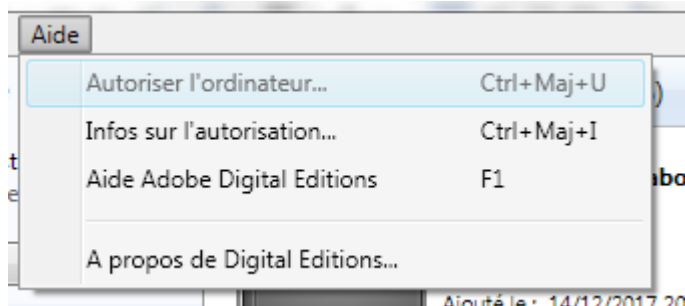 Aide
Autoriser l'ordinateur... Ctrl+Maj+U
Infos sur l'autorisation... Ctrl+Maj+I
Aide Adobe Digital Editions F1
A propos de Digital Editions...